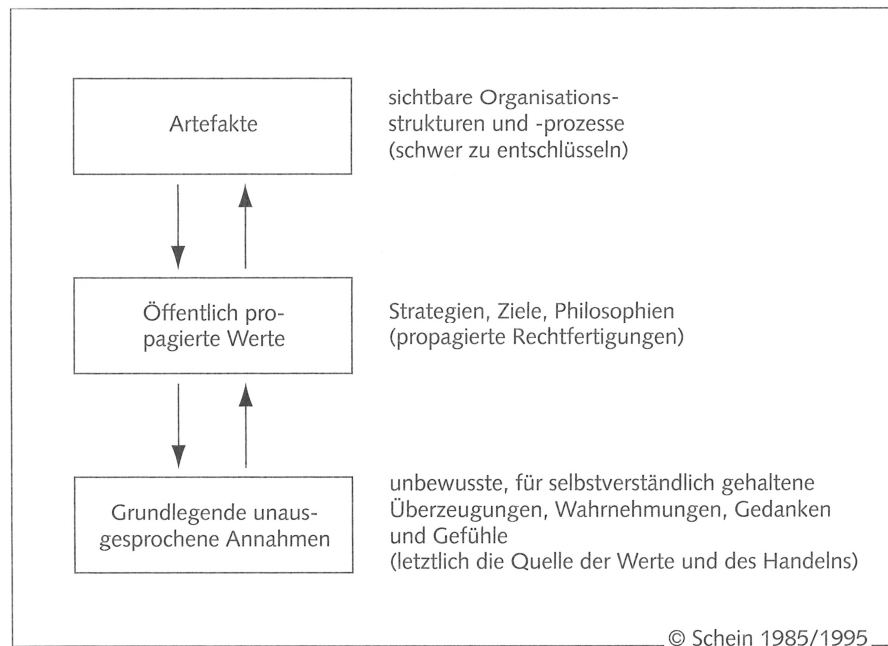 Artefakte
sichtbare Organisations-
strukturen und -prozesse
(schwer zu entschlüsseln)
Öffentlich pro-
pagierte Werte
Strategien, Ziele, Philosophien
(propagierte Rechtfertigungen)
Grundlegende unaus-
gesprochene Annahmen
unbewusste, für selbstverständlich gehaltene
Überzeugungen, Wahrnehmungen, Gedanken
und Gefühle
(letztlich die Quelle der Werte und des Handelns)
© Schein 1985/1995